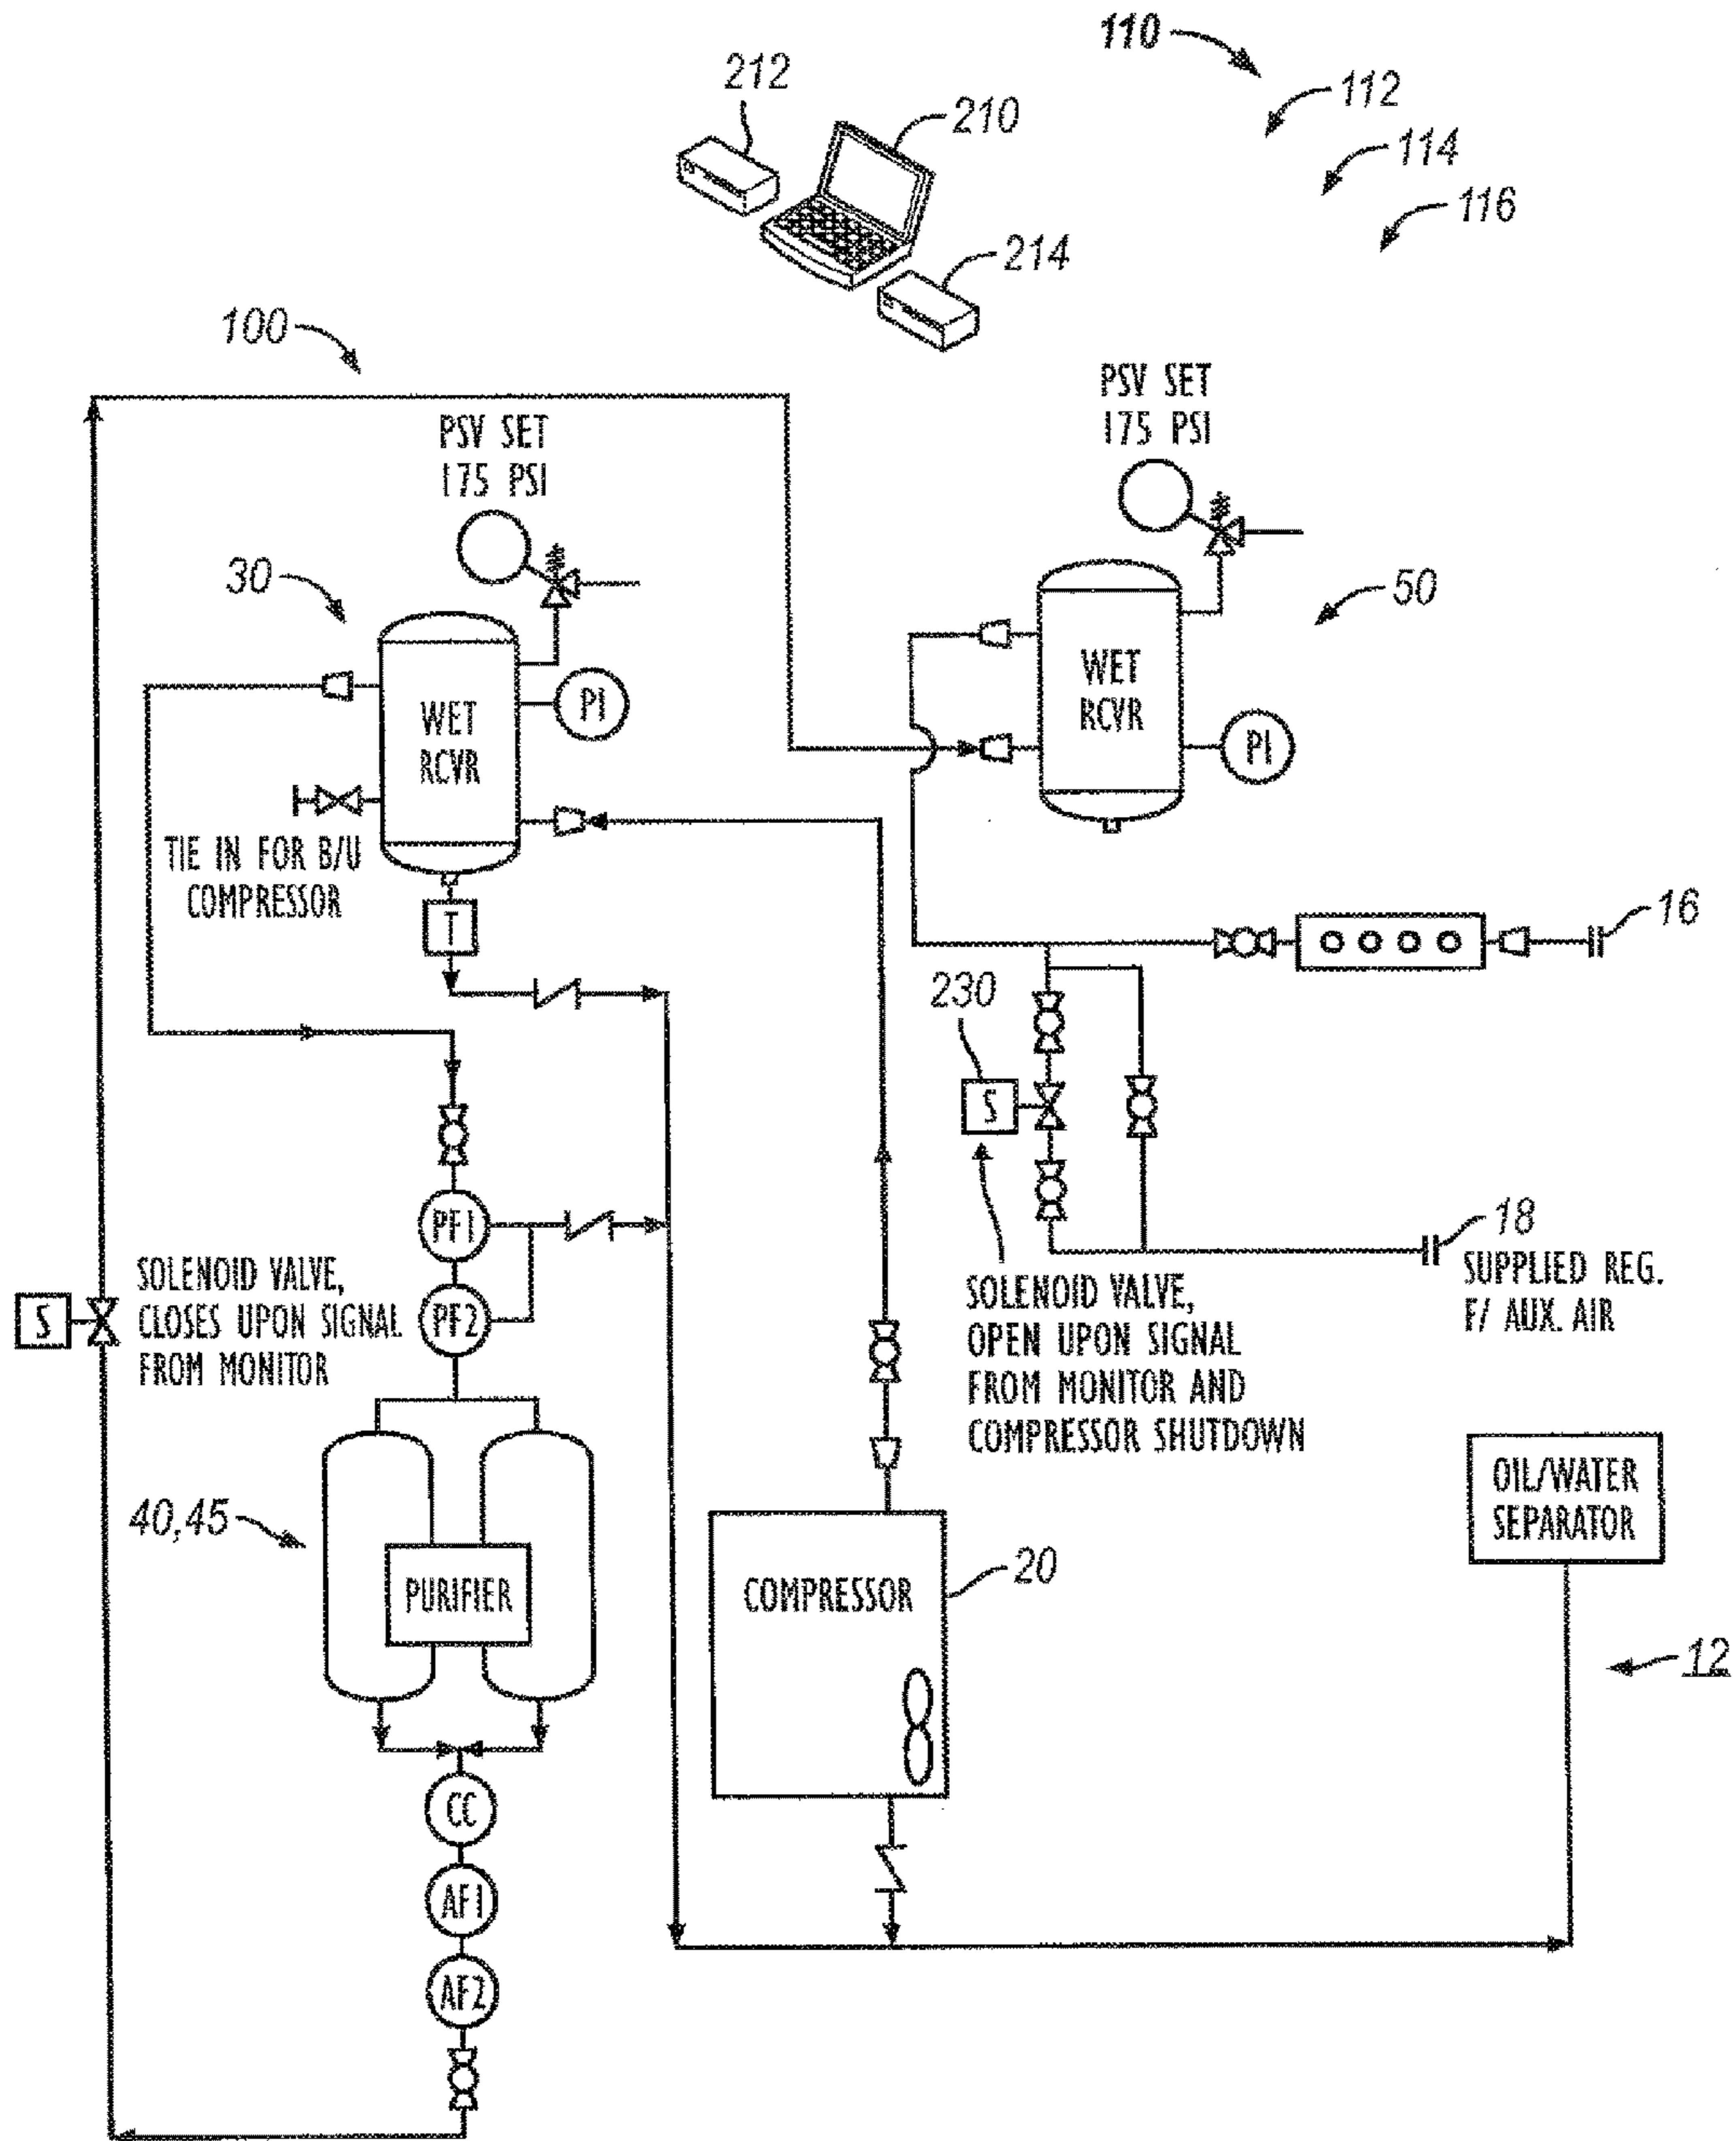 110
112
212
210
114
116
214
100
PSV SET
175 PSI
PSV SET
175 PSI
30
50
WET
RCVR
PI
WET
RCVR
PI
TIE IN FOR B/U
COMPRESSOR
T
16
230
S
PF1
18
SUPPLIED REG.
F/ AUX. AIR
SOLENOID VALVE,
CLOSES UPON SIGNAL
FROM MONITOR
S
PF2
SOLENOID VALVE,
OPEN UPON SIGNAL
FROM MONITOR AND
COMPRESSOR SHUTDOWN
OIL/WATER
SEPARATOR
40,45
PURIFIER
COMPRESSOR
20
12
CC
AF1
AF2